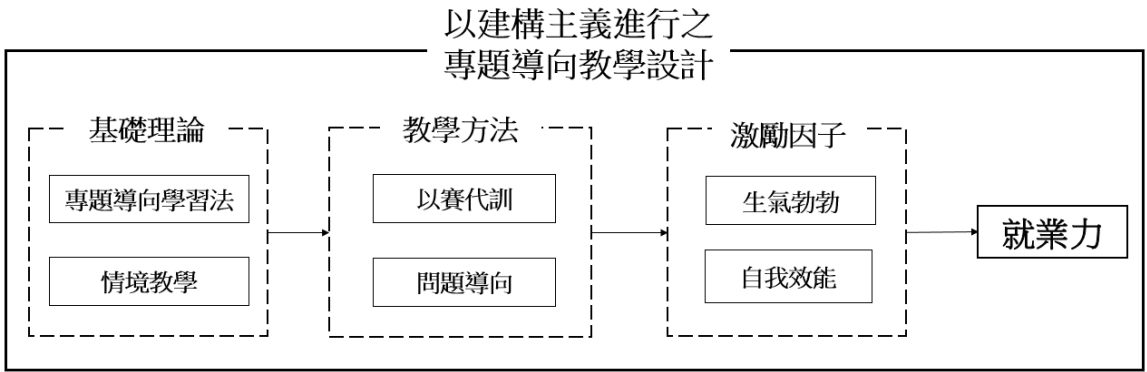 以建構主義進行之
專題導向教學設計
基礎理論
專題導向學習法
情境教學
教學方法
以賽代訓
問題導向
激勵因子
生氣勃勃
自我效能
就業力